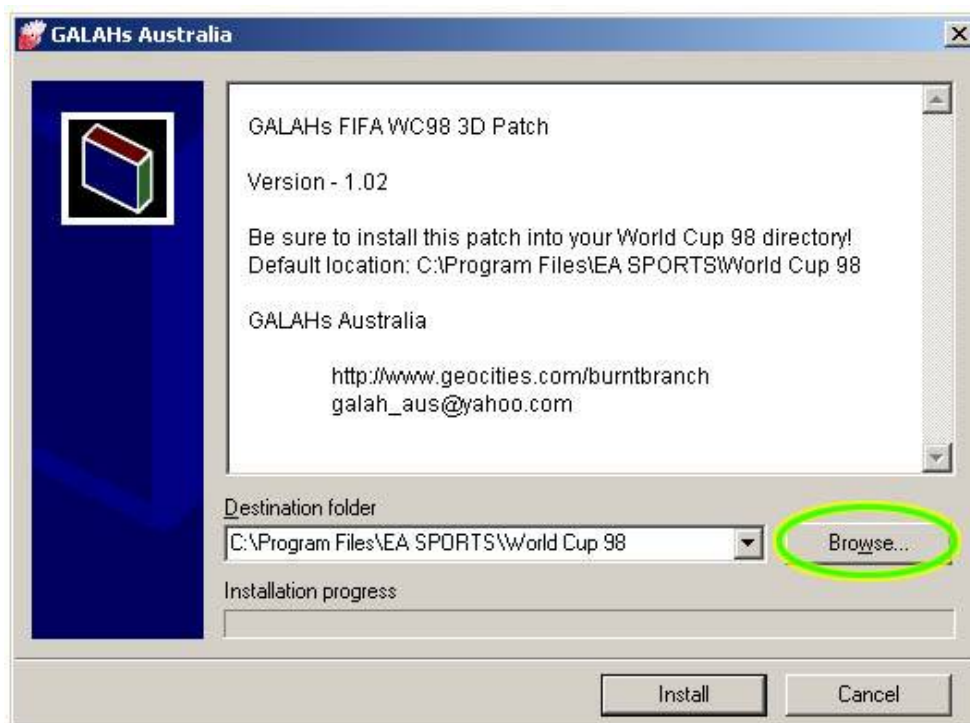 GALAHs Australia
GALAHs FIFA WC98 3D Patch
Version - 1.02
Be sure to install this patch into your World Cup 98 directory!
Default location: C:\Program Files\EA SPORTS\World Cup 98
GALAHs Australia
http://www.geocities.com/burntbranch
galah_aus@yahoo.com
Destination folder
C:\Program Files\EA SPORTS\World Cup 98
Browse...
Installation progress
Install
Cancel